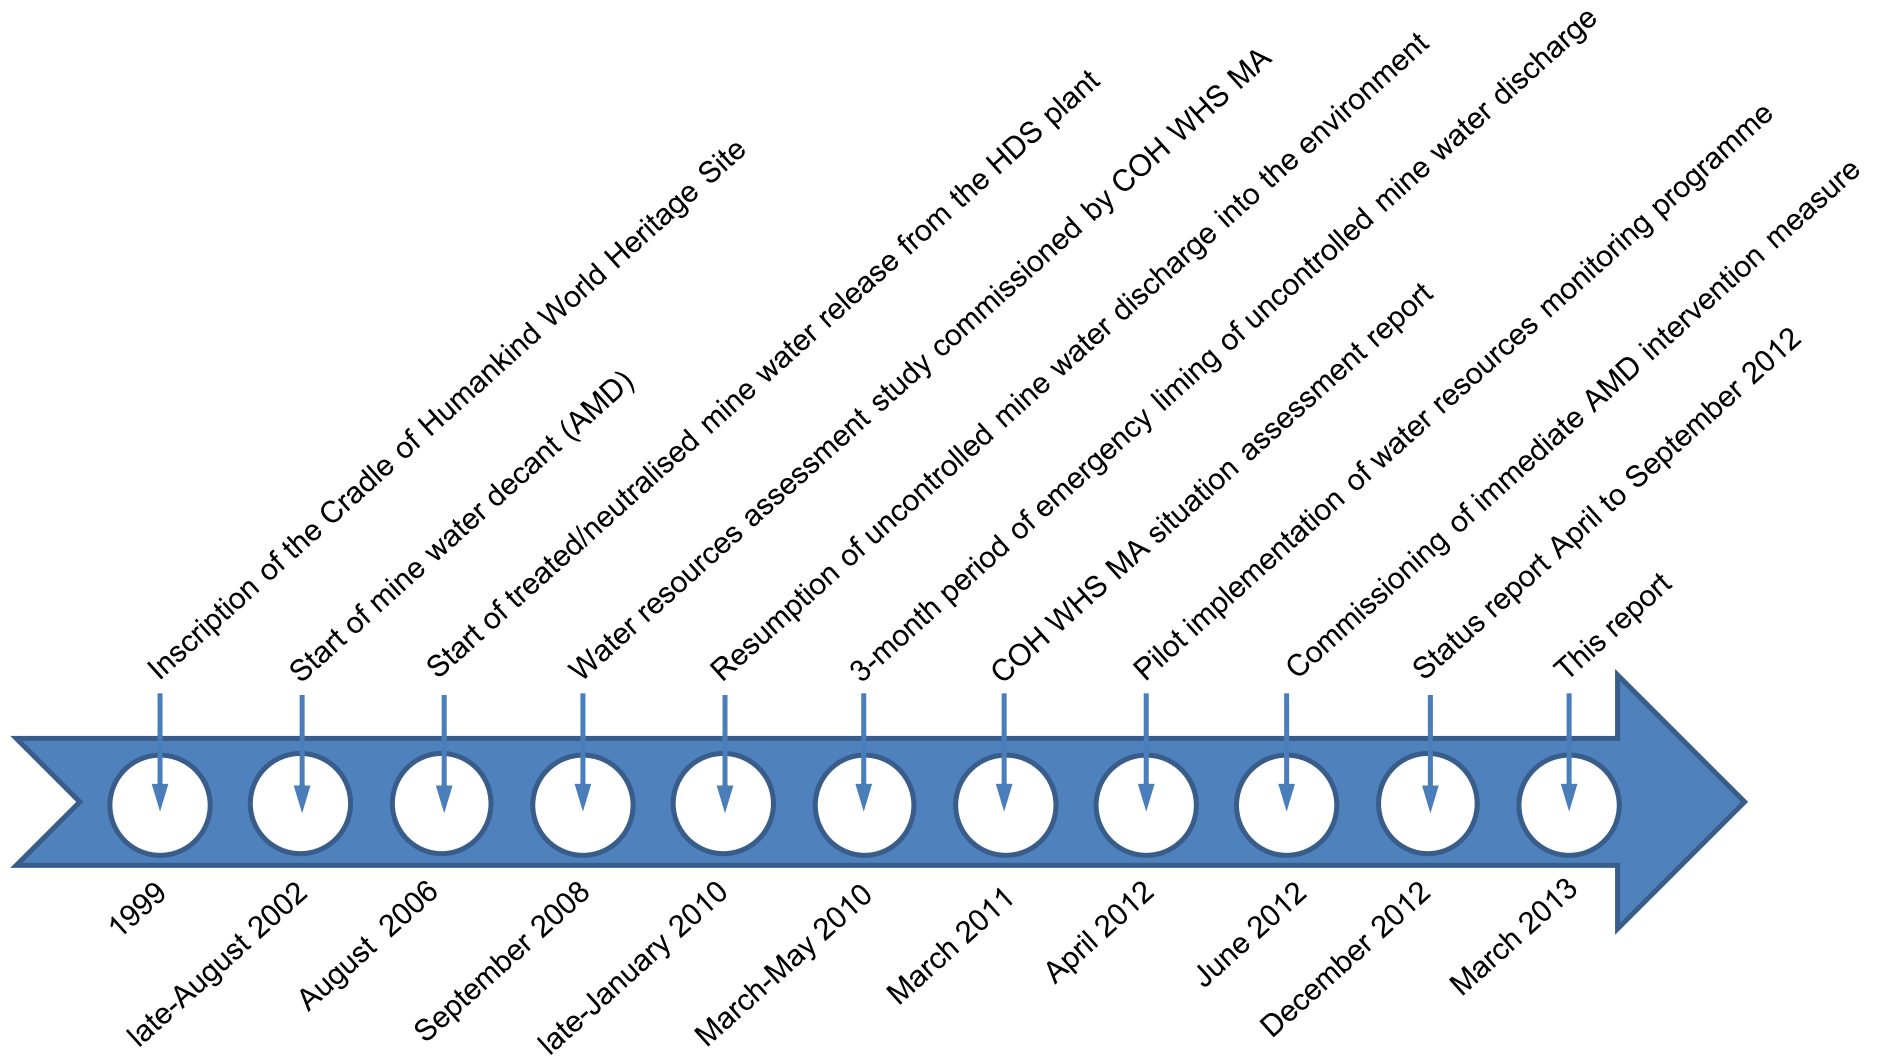 Inscription of the Cradle of Humankind World Heritage Site
Start of mine water decant (AMD)
Start of treated/neutralised mine water release from the HDS plant
Water resources assessment study commissioned by COH WHS MA
Resumption of uncontrolled mine water discharge into the environment
3-month period of emergency liming of uncontrolled mine water discharge
COH WHS MA situation assessment report
Pilot implementation of water resources monitoring programme
Commissioning of immediate AMD intervention measure
Status report April to September 2012
This report
1999
late-August 2002
August 2006
September 2008
late-January 2010
March-May 2010
March 2011
April 2012
June 2012
December 2012
March 2013